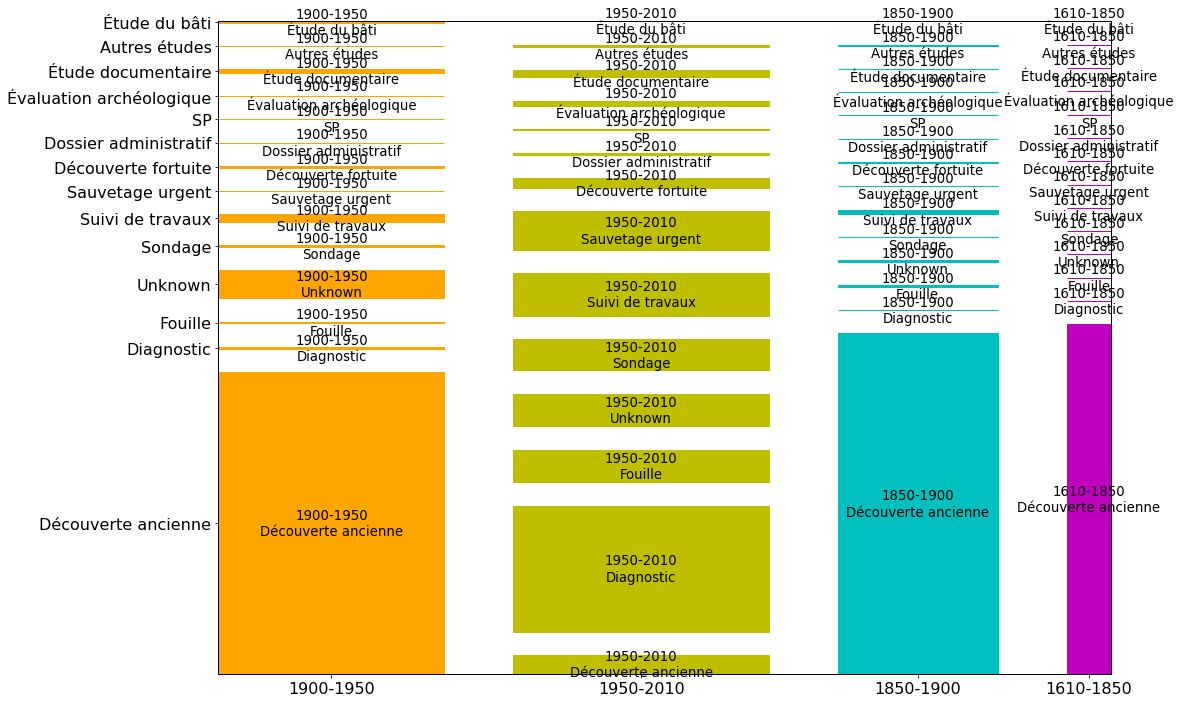 Étude du bâti
Autres études
Étude documentaire
Évaluation archéologique
SP
Dossier administratif
Découverte fortuite
Sauvetage urgent
Suivi de travaux
Sondage
Unknown
Fouille
Diagnostic
Découverte ancienne
1900-1950
Étude du bâti
1900-1950
Autres études
1900-1950
Étude documentaire
1900-1950
Évaluation archéologique
1900-1950
SP
1900-1950
Dossier administratif
1900-1950
Découverte fortuite
1900-1950
Sauvetage urgent
1900-1950
Suivi de travaux
1900-1950
Sondage
1900-1950
Unknown
1900-1950
Fouille
1900-1950
Diagnostic
1900-1950
Découverte ancienne
1950-2010
Étude du bâti
1950-2010
Autres études
1950-2010
Étude documentaire
1950-2010
Évaluation archéologique
1950-2010
SP
1950-2010
Dossier administratif
1950-2010
Découverte fortuite
1950-2010
Sauvetage urgent
1950-2010
Suivi de travaux
1950-2010
Sondage
1950-2010
Unknown
1950-2010
Fouille
1950-2010
Diagnostic
1950-2010
Découverte ancienne
1850-1900
Étude du bâti
1850-1900
Autres études
1850-1900
Étude documentaire
1850-1900
Évaluation archéologique
1850-1900
SP
1850-1900
Dossier administratif
1850-1900
Découverte fortuite
1850-1900
Sauvetage urgent
1850-1900
Suivi de travaux
1850-1900
Sondage
1850-1900
Unknown
1850-1900
Fouille
1850-1900
Diagnostic
1850-1900
Découverte ancienne
1610-1850
Étude du bâti
1610-1850
Autres études
1610-1850
Étude documentaire
1610-1850
Évaluation archéologique
1610-1850
SP
1610-1850
Dossier administratif
1610-1850
Découverte fortuite
1610-1850
Sauvetage urgent
1610-1850
Suivi de travaux
1610-1850
Sondage
1610-1850
Unknown
1610-1850
Fouille
1610-1850
Diagnostic
1610-1850
Découverte ancienne
1900-1950
1950-2010
1850-1900
1610-1850